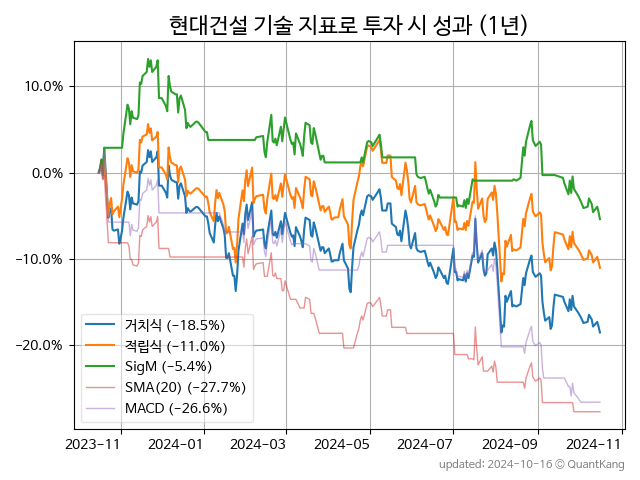 현대건설 기술 지표로 투자 시 성과 (1년)
10.0%
0.0%
−10.0%
−20.0%
거치식 (−18.5%)
적립식 (−11.0%)
SigM (−5.4%)
SMA(20) (−27.7%)
MACD (−26.6%)
2023−11 2024−01 2024−03 2024−05 2024−07 2024−09 2024−11
updated: 2024-10-16 © QuantKang